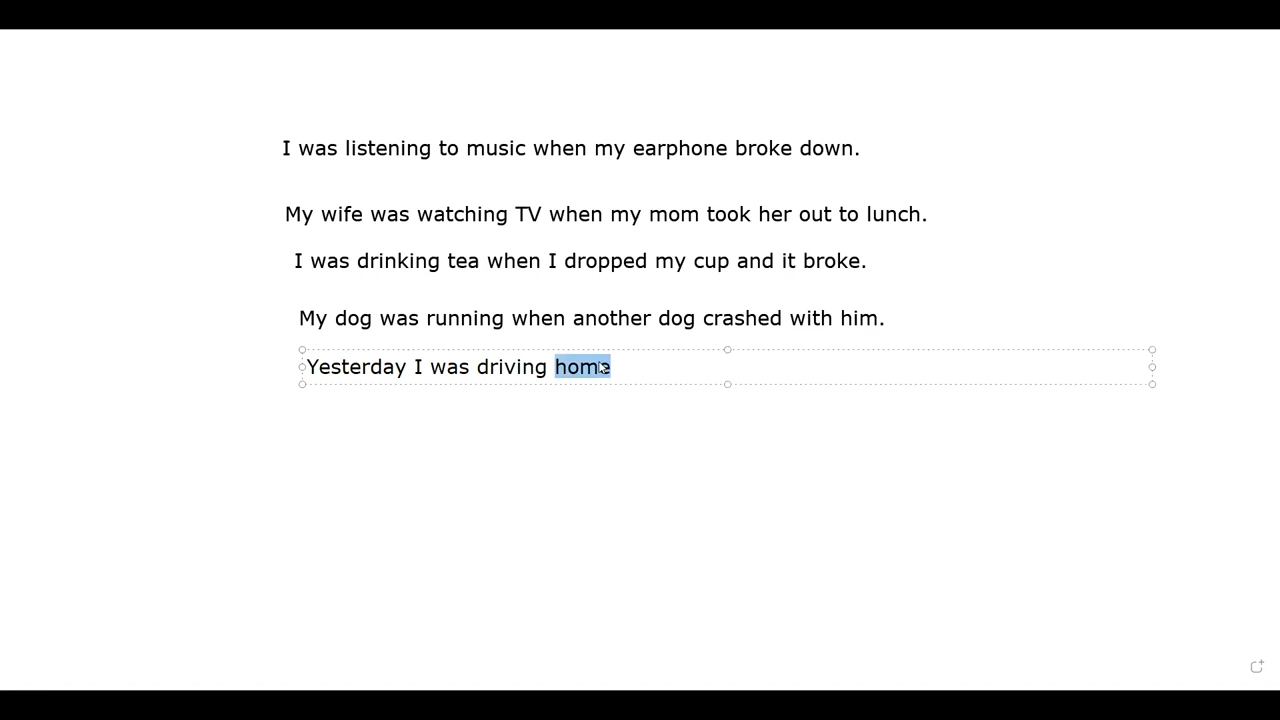 I was listening to music when my earphone broke down.
My wife was watching TV when my mom took her out to lunch.
I was drinking tea when I dropped my cup and it broke.
My dog was running when another dog crashed with him.
Yesterday I was driving home